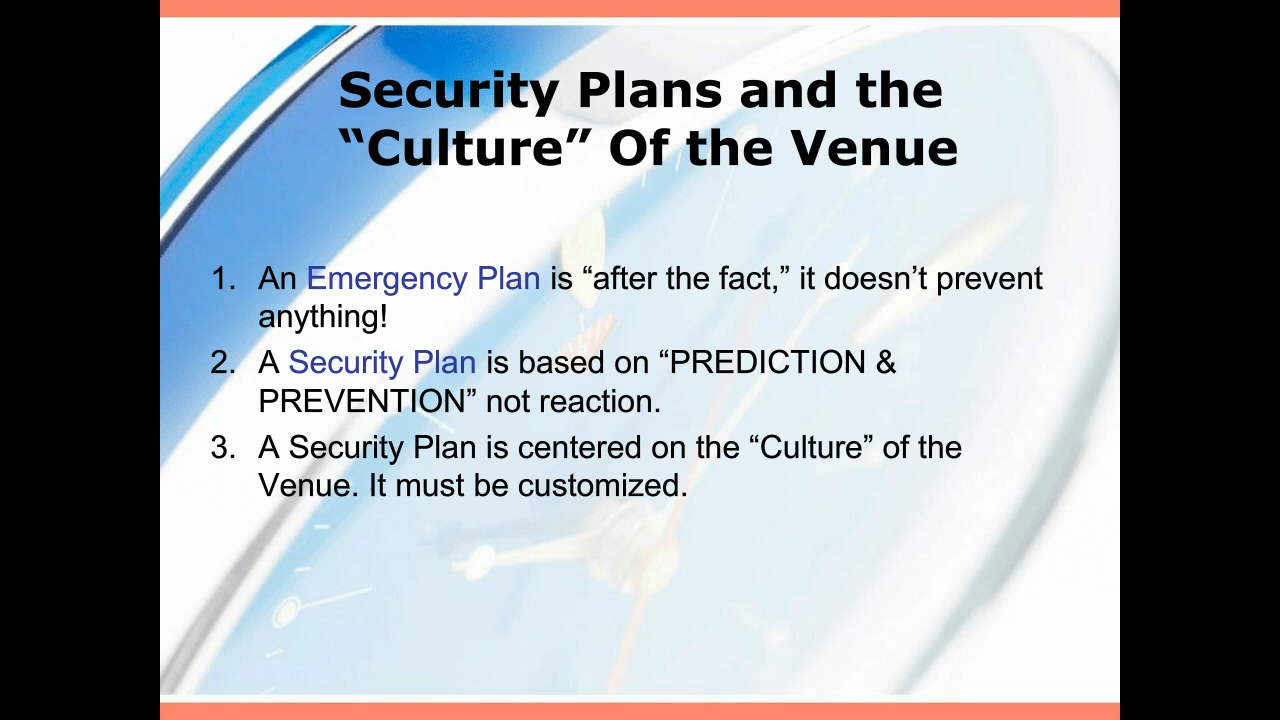 Security Plans and the
“Culture” Of the Venue
1. An Emergency Plan is “after the fact,” it doesn’t prevent
anything!
2. A Security Plan is based on “PREDICTION &
PREVENTION” not reaction.
3. A Security Plan is centered on the “Culture” of the
Venue. It must be customized.